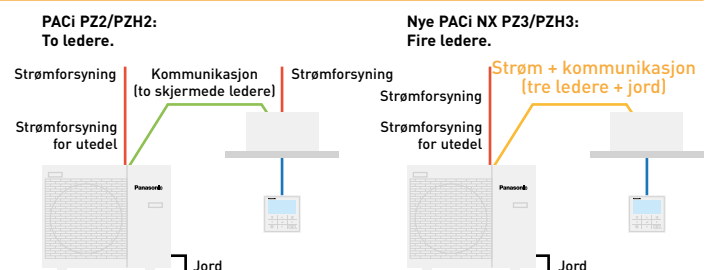 PACi PZ2/PZH2:
To ledere.
Strømforsyning
Kommunikasjon
(to skjermede ledere)
Strømforsyning
Strømforsyning
for utedel
Panasonic
Jord
Nye PACi NX PZ3/PZH3:
Fire ledere.
Strøm + kommunikasjon
(tre ledere + jord)
Strømforsyning
Strømforsyning
for utedel
Panasonic
Jord